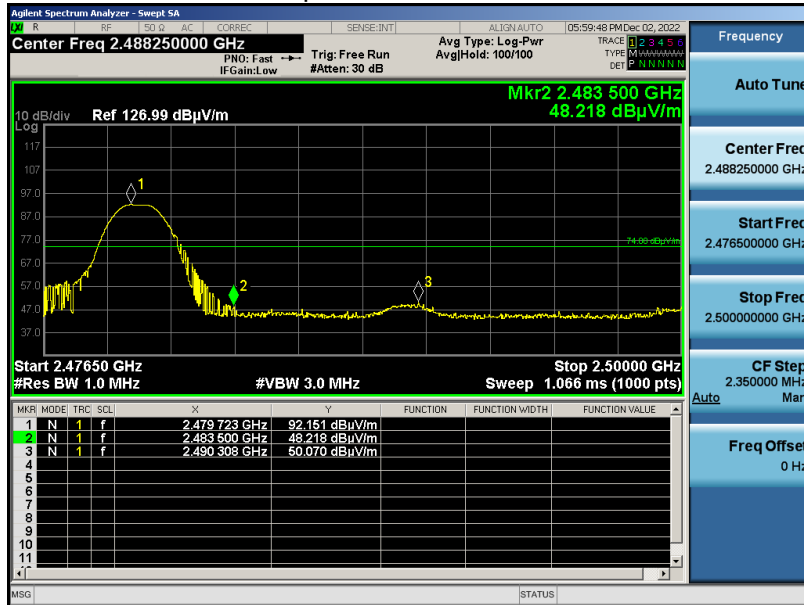 Agilent Spectrum Analyzer - Swept SA
LXI R RF 50 Ω AC CORREC SENSE:INT ALIGN AUTO 05:59:48 PM Dec 02, 2022
Center Freq 2.488250000 GHz
PNO: Fast
IFGain:Low
Trig: Free Run
#Atten: 30 dB
Avg Type: Log-Pwr
Avg|Hold: 100/100
TRACE 1 2 3 4 5 6
TYPE M
DET P N N N N N
Mkr2 2.483 500 GHz
48.218 dBµV/m
10 dB/div Ref 126.99 dBµV/m
Log
117
107
97.0
87.0
77.0
67.0
57.0
47.0
37.0
1
2
3
74.00 dBµV/m
Start 2.47650 GHz Stop 2.50000 GHz
#Res BW 1.0 MHz #VBW 3.0 MHz Sweep 1.066 ms (1000 pts)
MKR MODE TRC SCL X Y FUNCTION FUNCTION WIDTH FUNCTION VALUE
1 N 1 f 2.479 723 GHz 92.151 dBµV/m
2 N 1 f 2.483 500 GHz 48.218 dBµV/m
3 N 1 f 2.490 308 GHz 50.070 dBµV/m
4
5
6
7
8
9
10
11
MSG STATUS
Frequency
Auto Tune
Center Freq
2.488250000 GHz
Start Freq
2.476500000 GHz
Stop Freq
2.500000000 GHz
CF Step
2.350000 MHz
Auto Man
Freq Offset
0 Hz